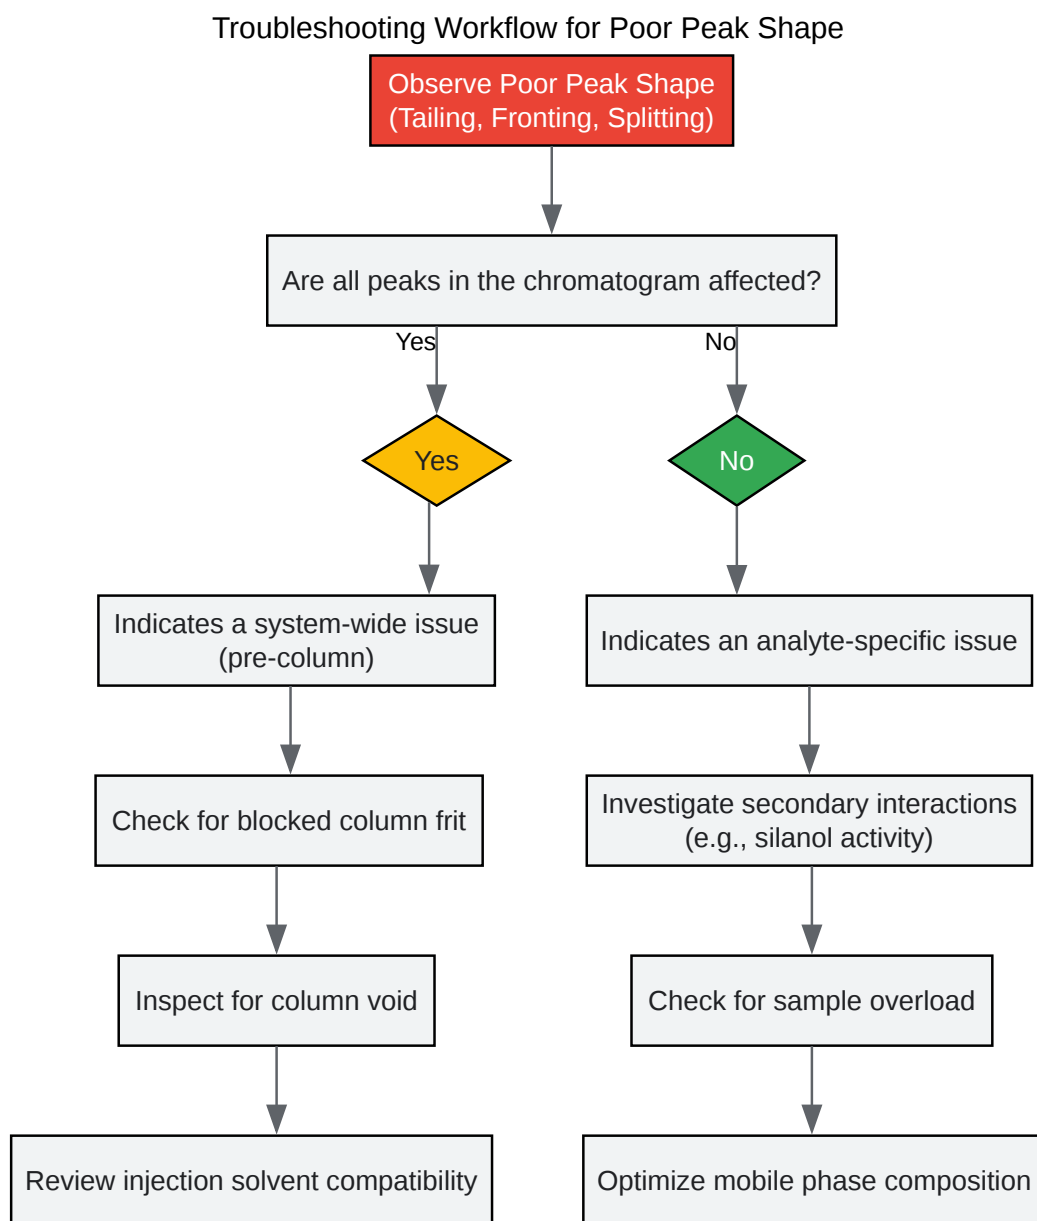 Troubleshooting Workflow for Poor Peak Shape
Observe Poor Peak Shape
(Tailing, Fronting, Splitting)
Are all peaks in the chromatogram affected?
Yes
No
Yes
No
Indicates a system-wide issue
(pre-column)
Indicates an analyte-specific issue
Check for blocked column frit
Investigate secondary interactions
(e.g., silanol activity)
Inspect for column void
Check for sample overload
Review injection solvent compatibility
Optimize mobile phase composition